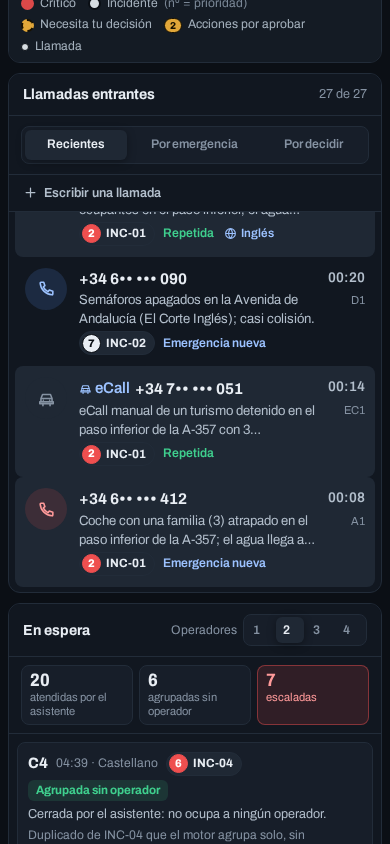 Crítico Incidente (nº = prioridad)
Necesita tu decisión 2 Acciones por aprobar
Llamada
Llamadas entrantes 27 de 27
Recientes Por emergencia Por decidir
+ Escribir una llamada
ocupantes en el paso inferior, el agua...
2 INC-01 Repetida Inglés
+34 6•• ••• 090 00:20
Semáforos apagados en la Avenida de D1
Andalucía (El Corte Inglés); casi colisión.
7 INC-02 Emergencia nueva
eCall +34 7•• ••• 051 00:14
eCall manual de un turismo detenido en el EC1
paso inferior de la A-357 con 3...
2 INC-01 Repetida
+34 6•• ••• 412 00:08
Coche con una familia (3) atrapado en el A1
paso inferior de la A-357; el agua llega a...
2 INC-01 Emergencia nueva
En espera Operadores 1 2 3 4
20 6 7
atendidas por el agrupadas sin escaladas
asistente operador
C4 04:39 · Castellano 6 INC-04
Agrupada sin operador
Cerrada por el asistente: no ocupa a ningún operador.
Duplicado de INC-04 que el motor agrupa solo, sin